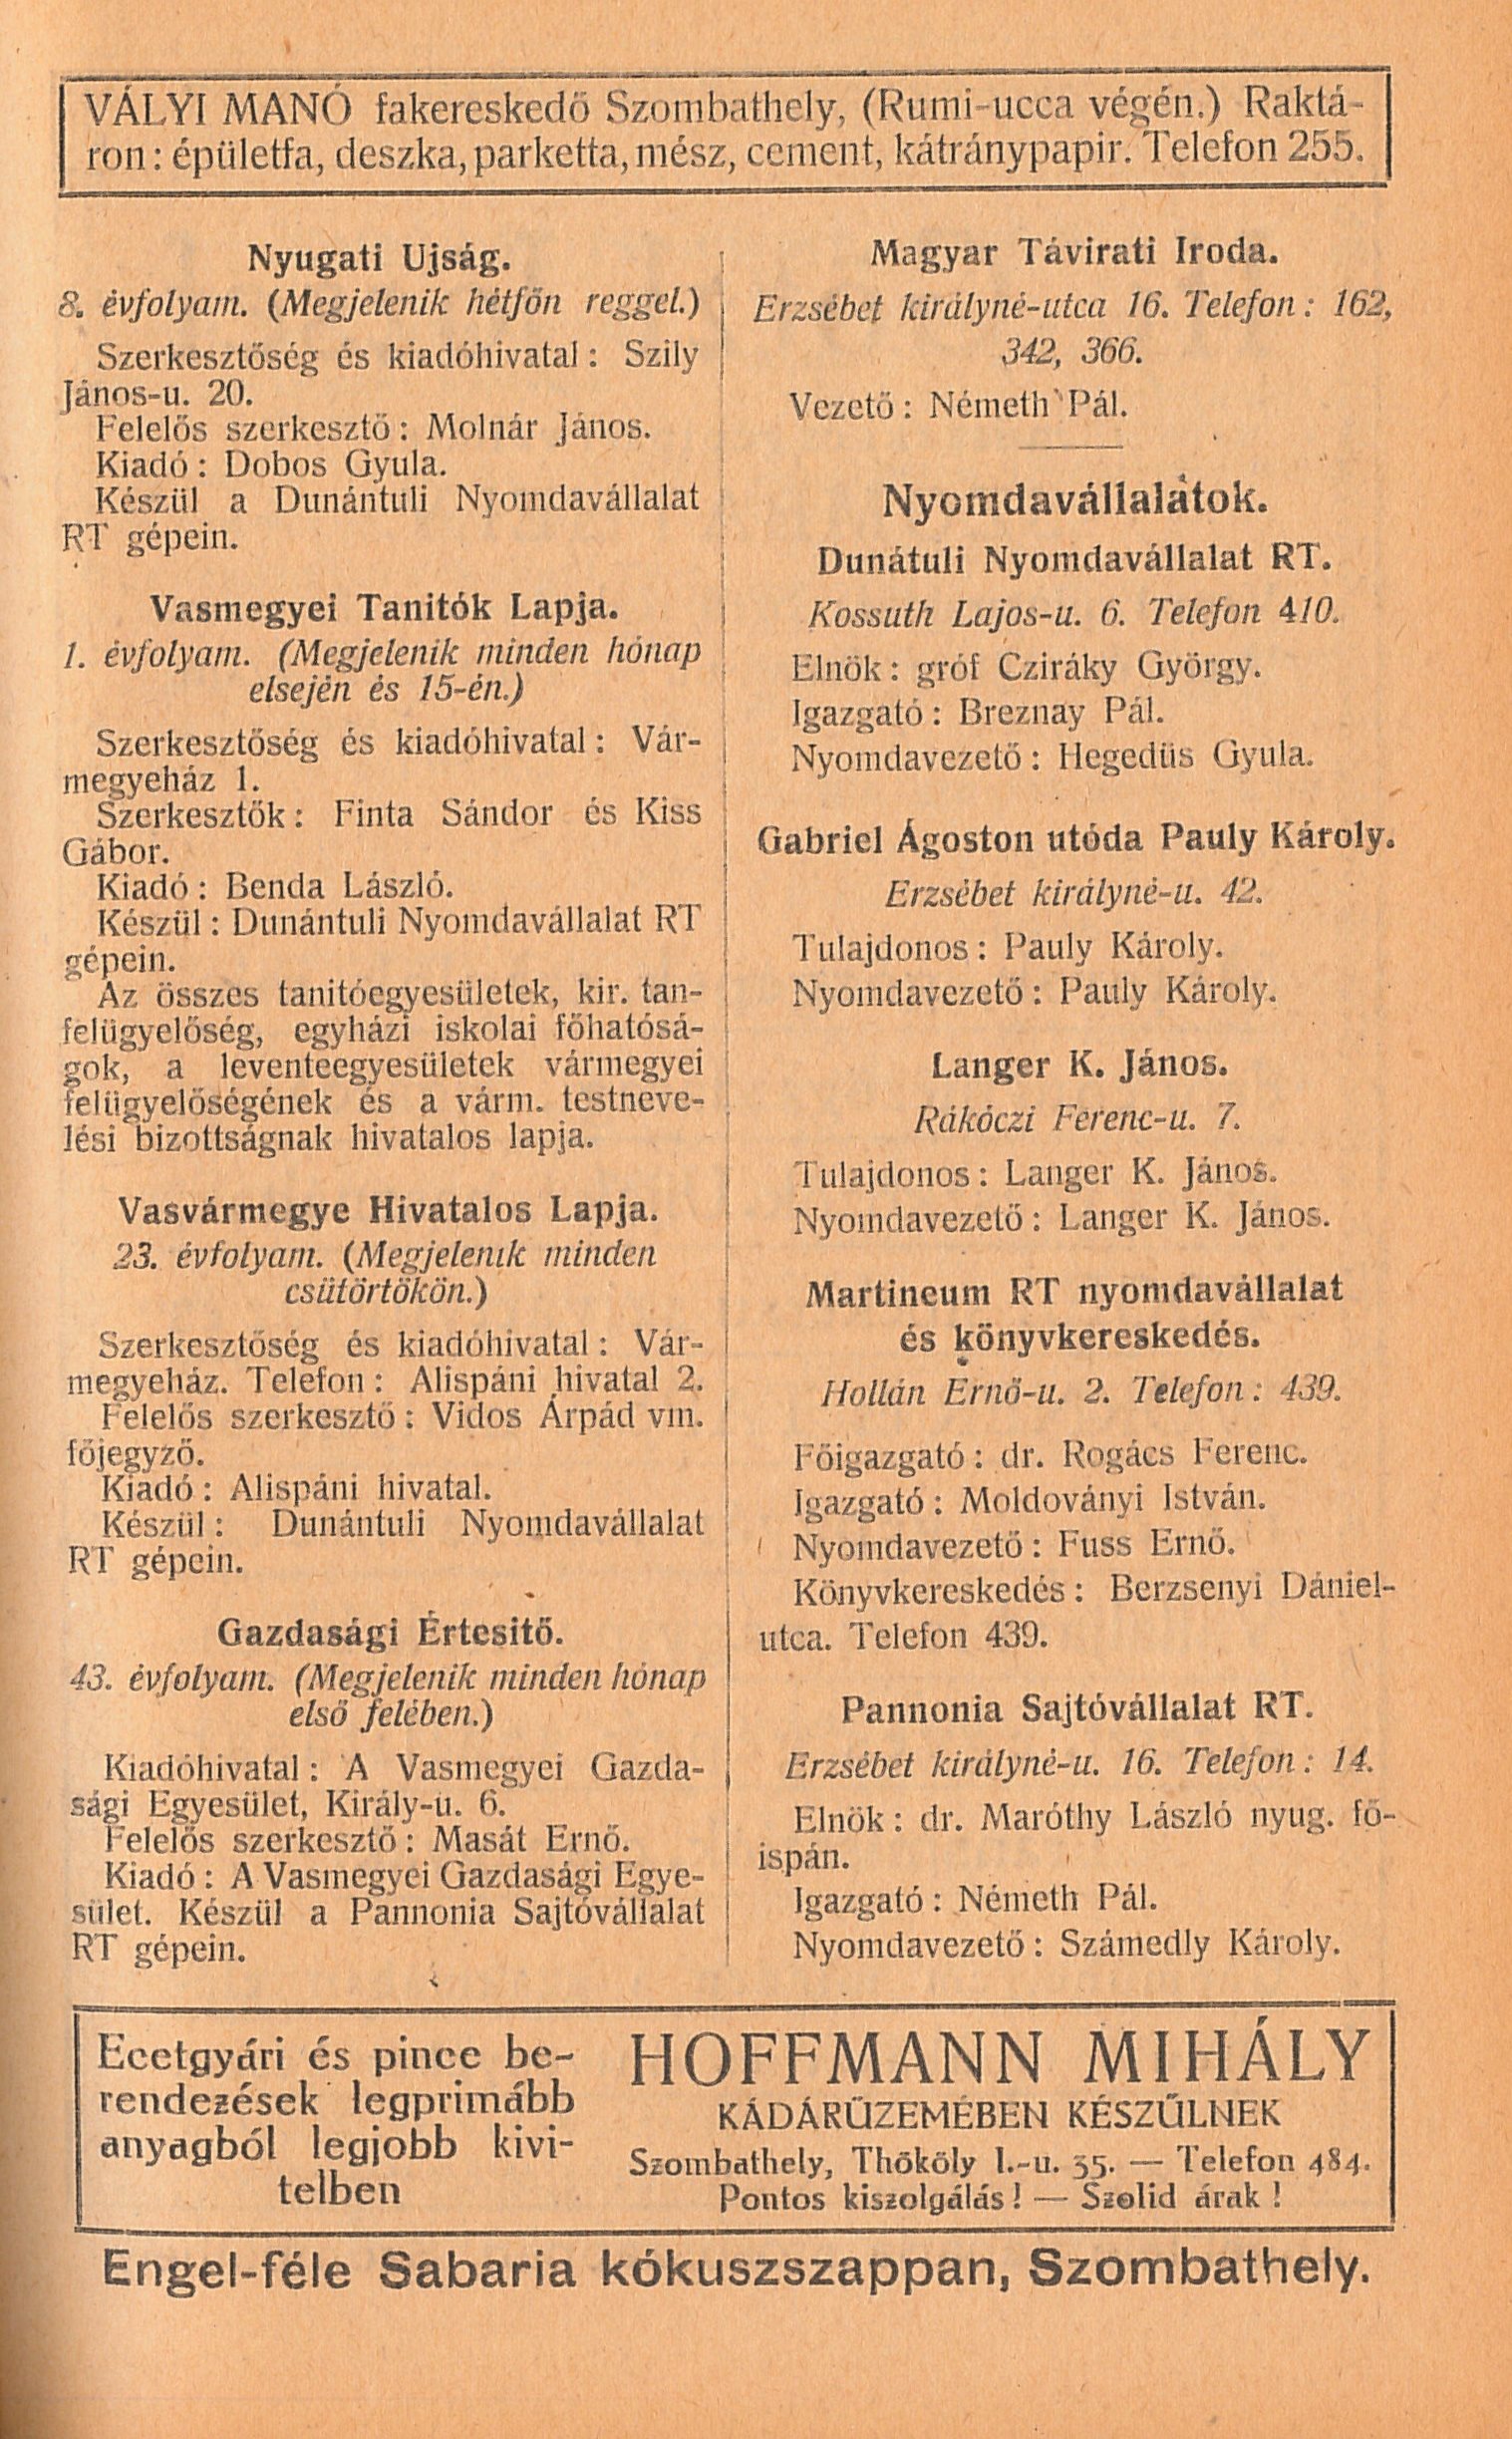 VÁLYI MANÓ fakereskedő Szombathely, (Rumi-ucca végén.) Raktá-
ron: épületfa, deszka, parketta, mész, cement, kátránypapir. Telefon 255.
Nyugati Ujság.
8. évfolyam. (Megjelenik hétfőn reggel.)
Szerkesztőség és kiadóhivatal: Szily
János-u. 20.
Felelős szerkesztő: Molnár János.
Kiadó: Dobos Gyula.
Készül a Dunántuli Nyomdavállalat
RT gépein.
Vasmegyei Tanitók Lapja.
1. évfolyam. (Megjelenik minden hónap
elsején és 15-én.)
Szerkesztőség és kiadóhivatal: Vár-
megyeház 1.
Szerkesztők: Finta Sándor és Kiss
Gábor.
Kiadó: Benda László.
Készül: Dunántuli Nyomdavállalat RT
gépein.
Az összes tanitóegyesületek, kir. tan-
felügyelőség, egyházi iskolai főhatósá-
gok, a leventeegyesületek vármegyei
felügyelőségének és a várm. testneve-
lési bizottságnak hivatalos lapja.
Vasvármegye Hivatalos Lapja.
23. évfolyam. (Megjelenik minden
csütörtökön.)
Szerkesztőség és kiadóhivatal: Vár-
megyeház. Telefon: Alispáni hivatal 2.
Felelős szerkesztő: Vidos Árpád vm.
főjegyző.
Kiadó: Alispáni hivatal.
Készül: Dunántuli Nyomdavállalat
RT gépein.
Gazdasági Értesitő.
43. évfolyam. (Megjelenik minden hónap
első felében.)
Kiadóhivatal: A Vasmegyei Gazda-
sági Egyesület, Király-u. 6.
Felelős szerkesztő: Masát Ernő.
Kiadó: A Vasmegyei Gazdasági Egye-
sület. Készül a Pannonia Sajtóvállalat
RT gépein.
Magyar Távirati Iroda.
Erzsébet királyné-utca 16. Telefon: 162,
342, 366.
Vezető: Németh Pál.
Nyomdavállalatok.
Dunátuli Nyomdavállalat RT.
Kossuth Lajos-u. 6. Telefon 410.
Elnök: gróf Cziráky György.
Igazgató: Breznay Pál.
Nyomdavezető: Hegedüs Gyula.
Gabriel Ágoston utóda Pauly Károly.
Erzsébet királyné-u. 42.
Tulajdonos: Pauly Károly.
Nyomdavezető: Pauly Károly.
Langer K. János.
Rákóczi Ferenc-u. 7.
Tulajdonos: Langer K. János.
Nyomdavezető: Langer K. János.
Martineum RT nyomdavállalat
és könyvkereskedés.
Hollán Ernő-u. 2. Telefon: 439.
Főigazgató: dr. Rogács Ferenc.
Igazgató: Moldoványi István.
Nyomdavezető: Fuss Ernő.
Könyvkereskedés: Berzsenyi Dániel-
utca. Telefon 439.
Pannonia Sajtóvállalat RT.
Erzsébet királyné-u. 16. Telefon: 14.
Elnök: dr. Maróthy László nyug. fő-
ispán.
Igazgató: Németh Pál.
Nyomdavezető: Számedly Károly.
Ecetgyári és pince be-
rendezések legprimább
anyagból legjobb kivi-
telben
HOFFMANN MIHÁLY
KÁDÁRÜZEMÉBEN KÉSZÜLNEK
Szombathely, Thököly I.-u. 35. — Telefon 484.
Pontos kiszolgálás! — Szolid árak!
Engel-féle Sabaria kókuszszappan, Szombathely.